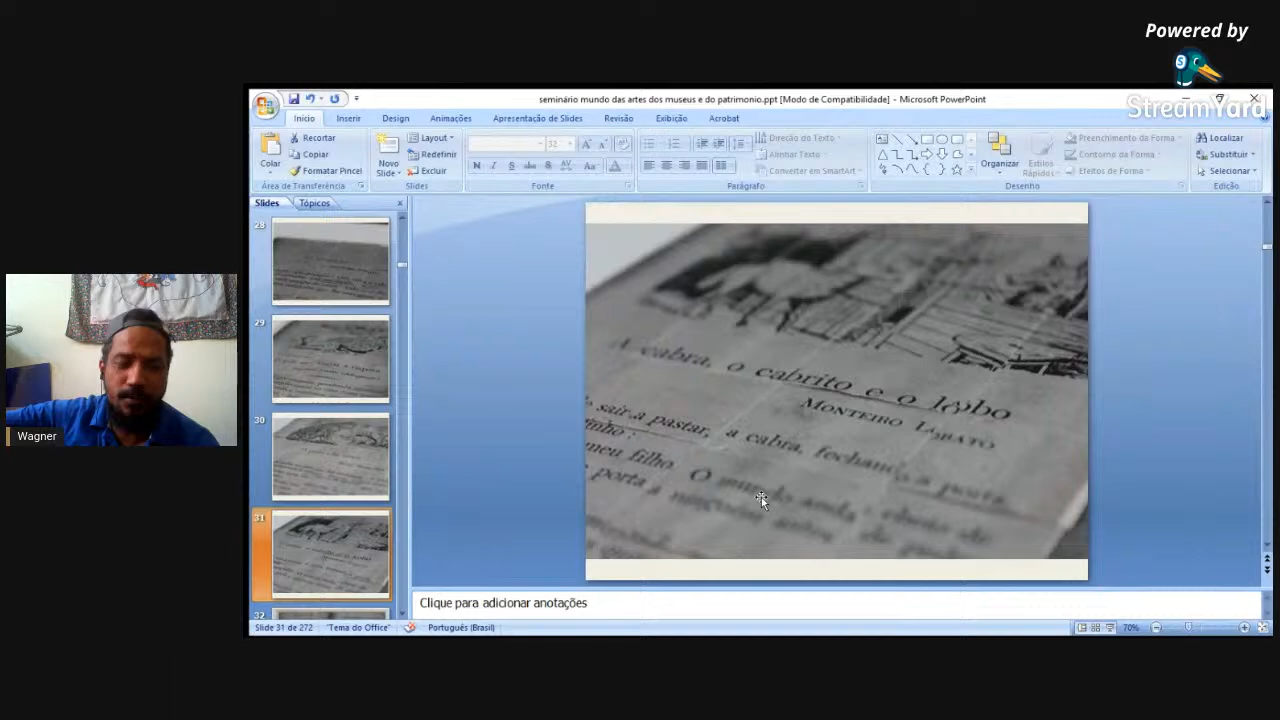 Powered by
StreamYard
seminário mundo das artes dos museus e do patrimonio.ppt [Modo de Compatibilidade] - Microsoft PowerPoint
Início Inserir Design Animações Apresentação de Slides Revisão Exibição Acrobat
Colar
Recortar
Copiar
Formatar Pincel
Área de Transferência
Novo Slide
Layout
Redefinir
Excluir
Slides
32
N I S abc AV Aa A
Fonte
Direção do Texto
Alinhar Texto
Converter em SmartArt
Parágrafo
Organizar
Estilos Rápidos
Preenchimento da Forma
Contorno da Forma
Efeitos de Forma
Desenho
Localizar
Substituir
Selecionar
Edição
Slides Tópicos
28
29
30
31
32
A cabra, o cabrito e o lobo
MONTEIRO LOBATO
sair a pastar, a cabra, fechando a porta,
meu filho. O mundo anda
porta a
Clique para adicionar anotações
Slide 31 de 272 "Tema do Office" Português (Brasil) 70%
Wagner